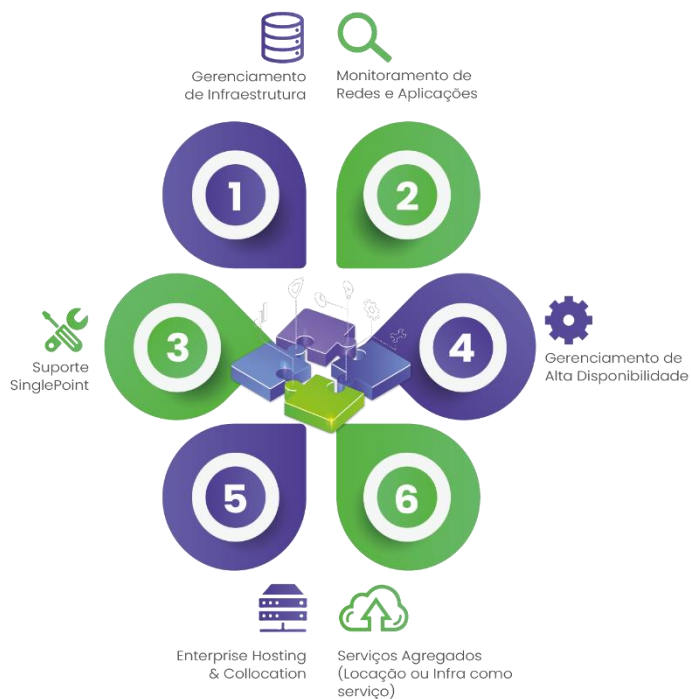 Gerenciamento
de Infraestrutura
Monitoramento de
Redes e Aplicações
1
2
Suporte
SinglePoint
3
4
Gerenciamento de
Alta Disponibilidade
5
6
Enterprise Hosting
& Collocation
Serviços Agregados
(Locação ou Infra como
serviço)